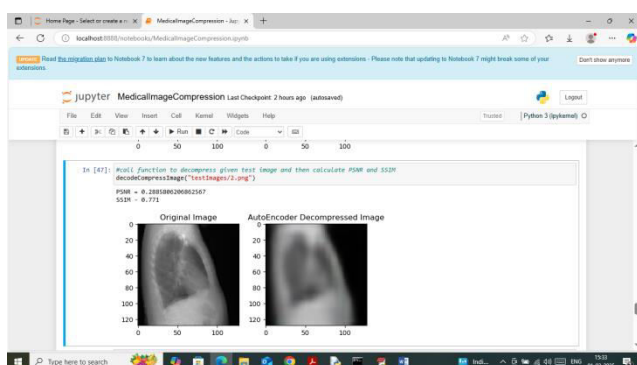 Home Page - Select or create a n
MedicalImageCompression - Jup
localhost:8888/notebooks/MedicalImageCompression.ipynb
UPDATE Read the migration plan to Notebook 7 to learn about the new features and the actions to take if you are using extensions - Please note that updating to Notebook 7 might break some of your extensions.
Don't show anymore
jupyter MedicalImageCompression Last Checkpoint: 2 hours ago (autosaved)
Logout
File Edit View Insert Cell Kernel Widgets Help
Trusted Python 3 (ipykernel)
Run Code
0 50 100 0 50 100
In [47]: #call function to decompress given test image and then calculate PSNR and SSIM
decodeCompressImage("testImages/2.png")
SSIM - 0.771
Original Image AutoEncoder Decompressed Image
0 0
20 20
40 40
60 60
80 80
100 100
120 120
0 50 100 0 50 100
Type here to search
ENG
15:33